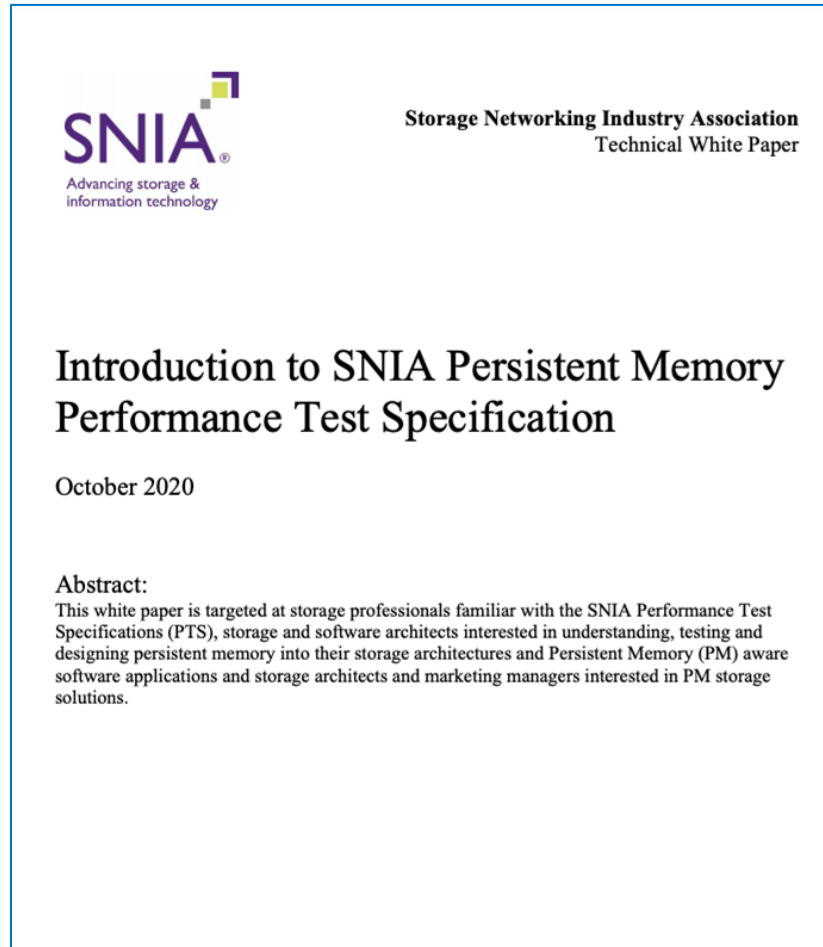 SNIA®
Advancing storage &
information technology
Storage Networking Industry Association
Technical White Paper
Introduction to SNIA Persistent Memory
Performance Test Specification
October 2020
Abstract:
This white paper is targeted at storage professionals familiar with the SNIA Performance Test
Specifications (PTS), storage and software architects interested in understanding, testing and
designing persistent memory into their storage architectures and Persistent Memory (PM) aware
software applications and storage architects and marketing managers interested in PM storage
solutions.